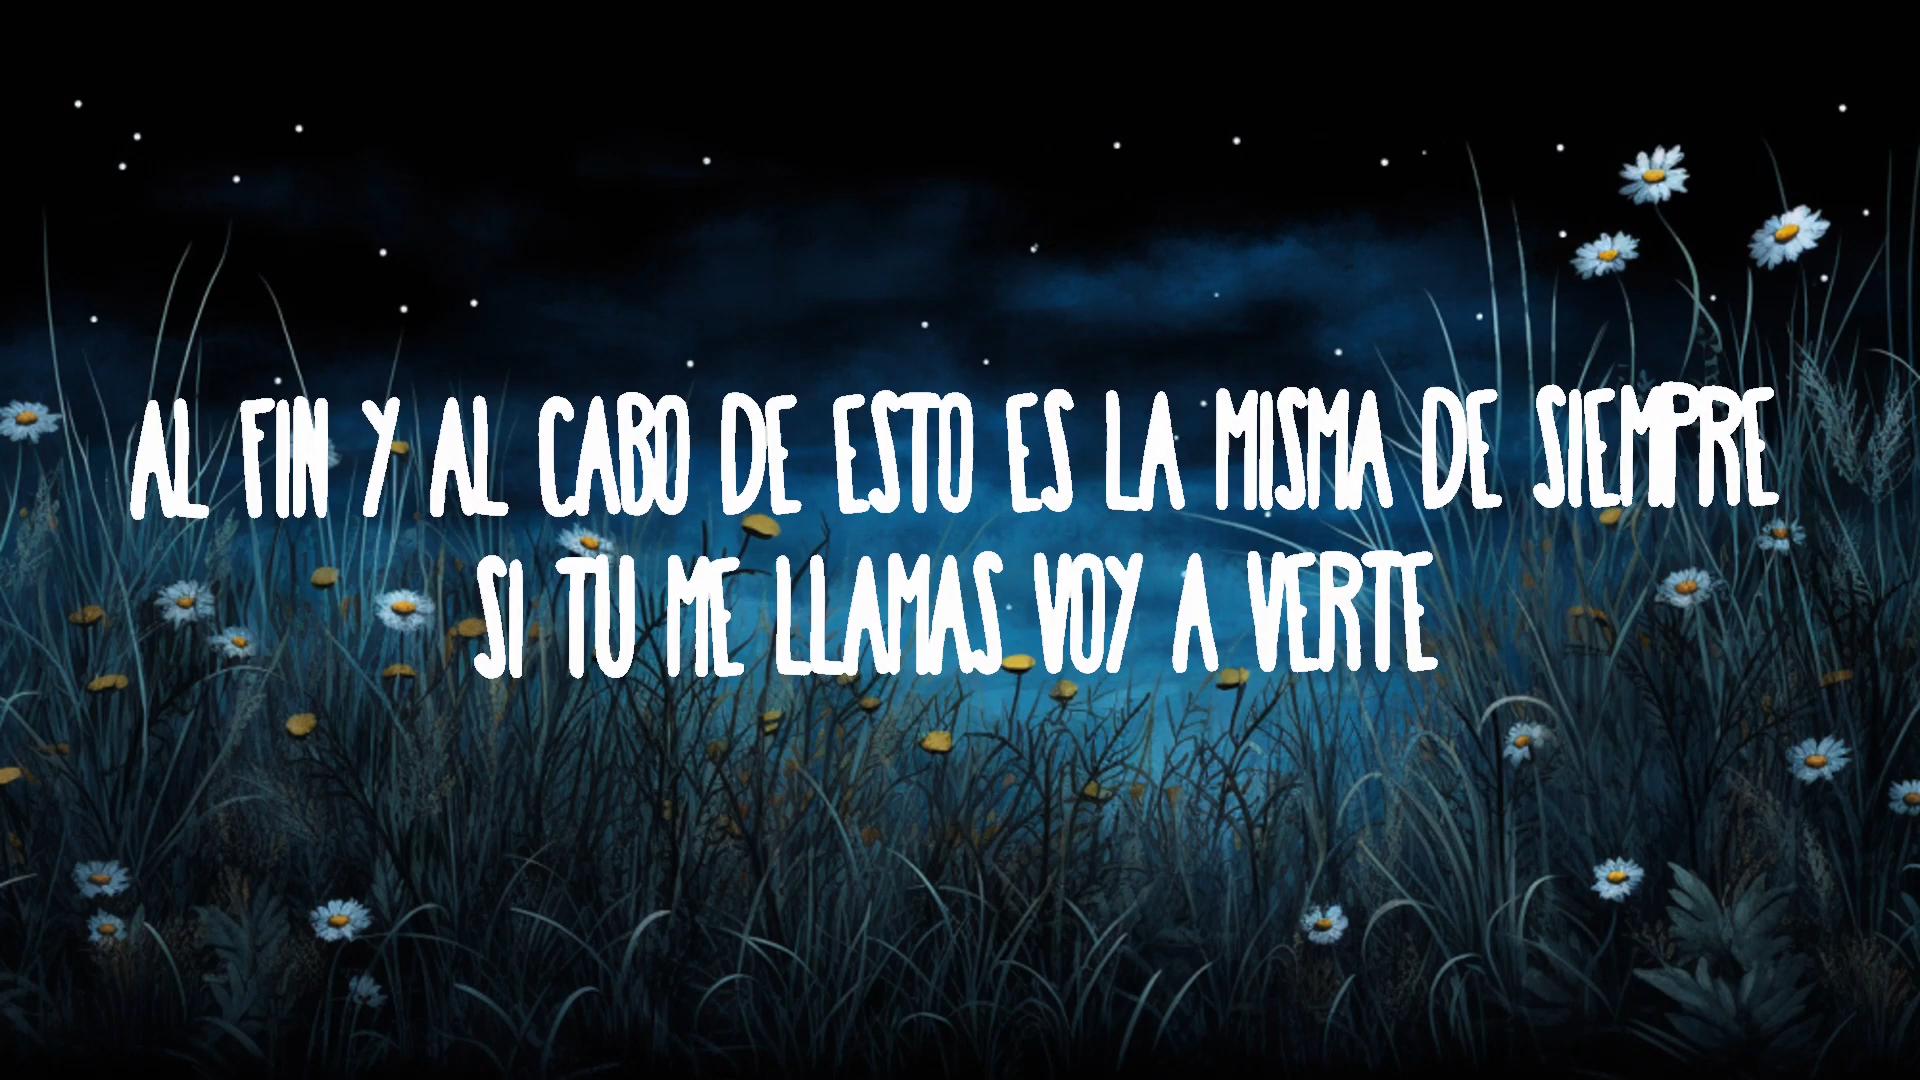 AL FIN Y AL CABO DE ESTO ES LA MISMA DE SIEMPRE
SI TU ME LLAMAS VOY A VERTE